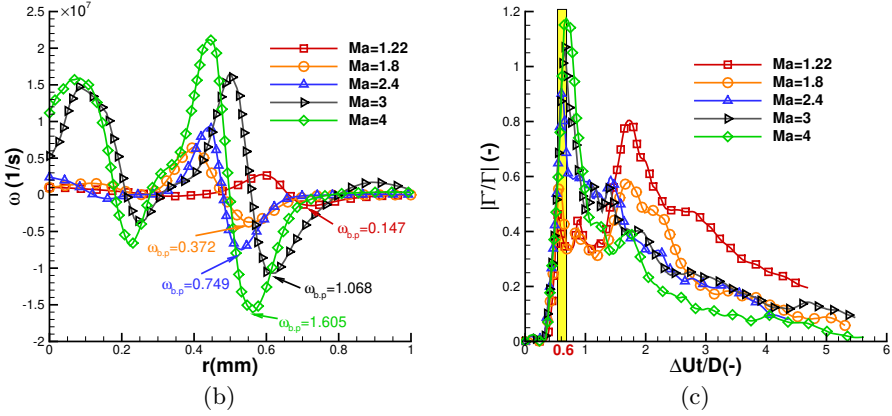 ×10⁷
2
1.5
1
0.5
0
-0.5
-1
-1.5
-2
ω (1/s)
Ma=1.22
Ma=1.8
Ma=2.4
Ma=3
Ma=4
ω_b.p=0.147
ω_b.p=0.372
ω_b.p
=0.749
ω_b.p=1.068
ω_b.p
=1.605
0 0.2 0.4 0.6 0.8 1
r(mm)
(b)
1.2
1
0.8
0.6
0.4
0.2
0
|Γ⁻/Γ| (-)
Ma=1.22
Ma=1.8
Ma=2.4
Ma=3
Ma=4
0 0.6 1 2 3 4 5 6
ΔUt/D(-)
(c)